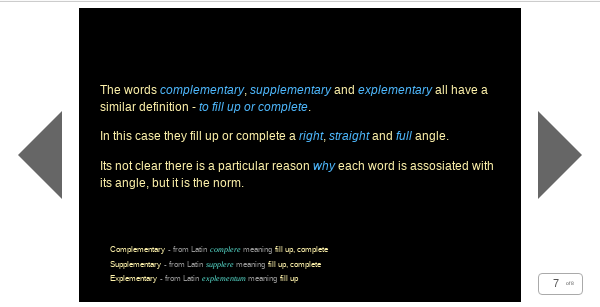 The words complementary, supplementary and explementary all have a
similar definition - to fill up or complete.
In this case they fill up or complete a right, straight and full angle.
Its not clear there is a particular reason why each word is assosiated with
its angle, but it is the norm.
Complementary - from Latin complere meaning fill up, complete
Supplementary - from Latin supplere meaning fill up, complete
Explementary - from Latin explementum meaning fill up
7 of 8